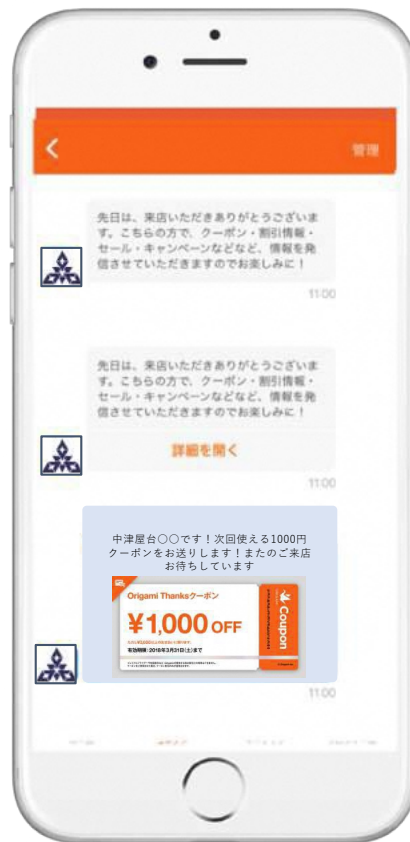 管理
先日は、来店いただきありがとうございま
す。こちらの方で、クーポン・割引情報・
セール・キャンペーンなどなど、情報を発
信させていただきますのでお楽しみに！
11:00
先日は、来店いただきありがとうございま
す。こちらの方で、クーポン・割引情報・
セール・キャンペーンなどなど、情報を発
信させていただきますのでお楽しみに！
詳細を開く
11:00
中津屋台〇〇です！次回使える1000円
クーポンをお送りします！またのご来店
お待ちしています
Origami Thanksクーポン
¥1,000 OFF
有効期限:2018年3月31日(土)まで
Coupon
11:00